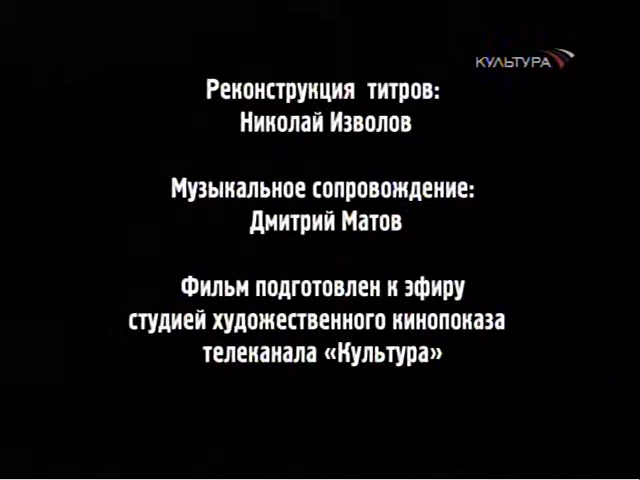 КУЛЬТУРА
Реконструкция титров:
Николай Изволов
Музыкальное сопровождение:
Дмитрий Матов
Фильм подготовлен к эфиру
студией художественного кинопоказа
телеканала «Культура»